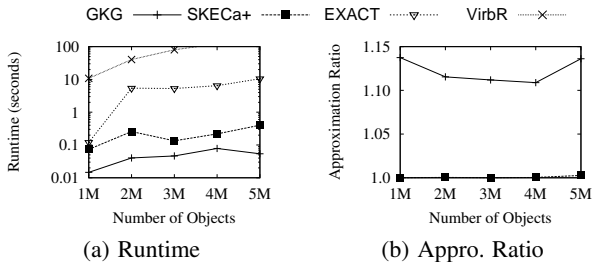 GKG SKECa+ EXACT VirbR
100
10
1
0.1
0.01
Runtime (seconds)
1M 2M 3M 4M 5M
Number of Objects
(a) Runtime
1.15
1.10
1.05
1.0
Approximation Ratio
1M 2M 3M 4M 5M
Number of Objects
(b) Appro. Ratio